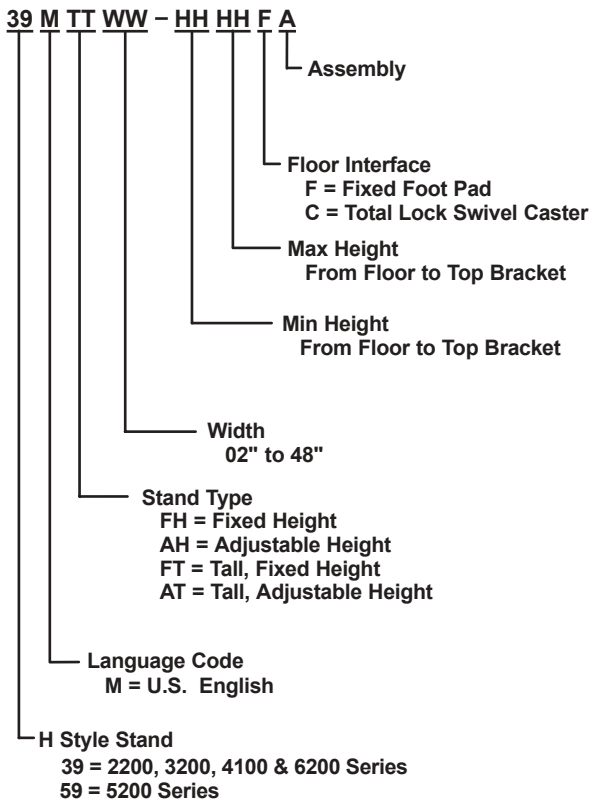 39 M TT WW – HH HH F A
Assembly
Floor Interface
F = Fixed Foot Pad
C = Total Lock Swivel Caster
Max Height
From Floor to Top Bracket
Min Height
From Floor to Top Bracket
Width
02" to 48"
Stand Type
FH = Fixed Height
AH = Adjustable Height
FT = Tall, Fixed Height
AT = Tall, Adjustable Height
Language Code
M = U.S. English
H Style Stand
39 = 2200, 3200, 4100 & 6200 Series
59 = 5200 Series